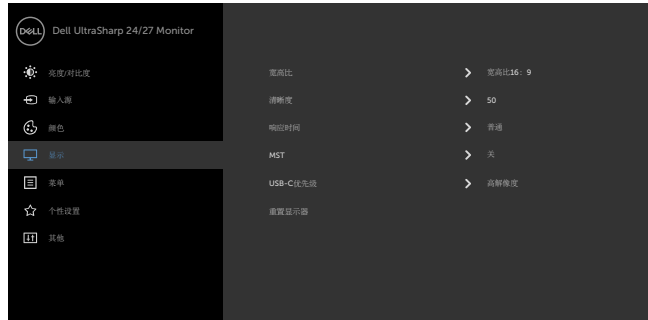 DELL Dell UltraSharp 24/27 Monitor
亮度/对比度
宽高比 宽高比16：9
输入源
清晰度 50
颜色
响应时间 普通
显示
MST 关
菜单
USB-C优先级 高解像度
个性设置
重置显示器
其他